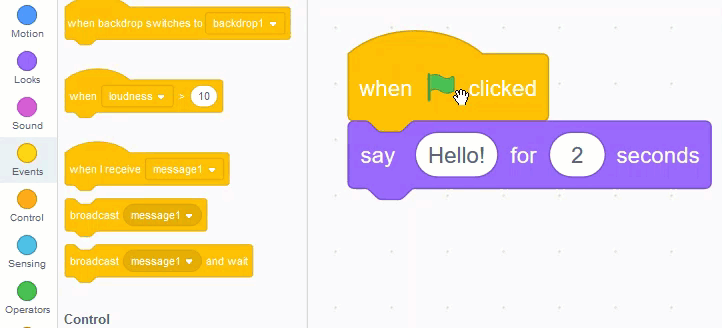 Motion
Looks
Sound
Events
Control
Sensing
Operators
when backdrop switches to backdrop1
when loudness > 10
when I receive message1
broadcast message1
broadcast message1 and wait
Control
when clicked
say Hello! for 2 seconds